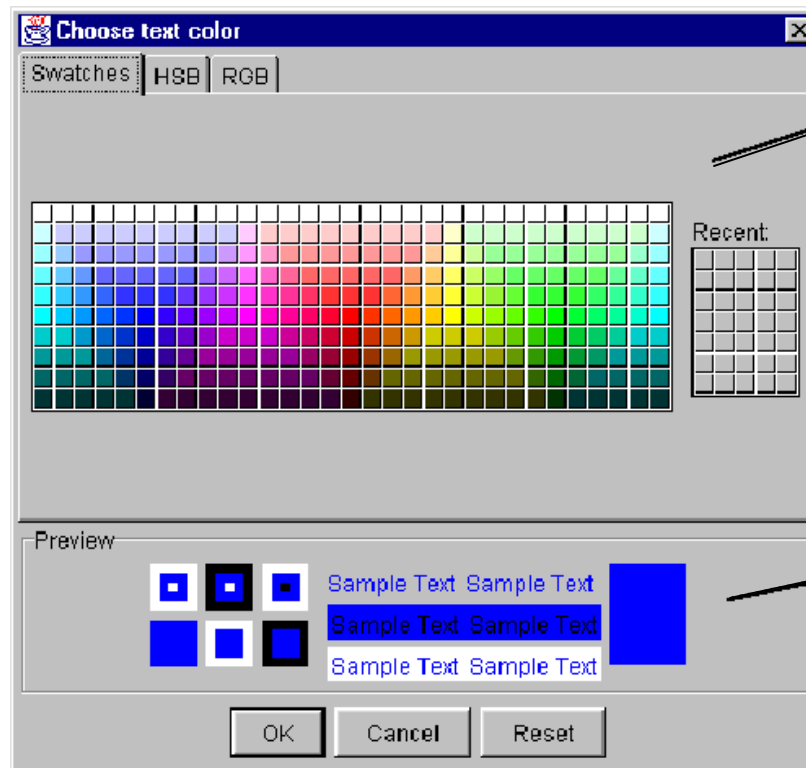 Choose text color
Swatches HSB RGB
Recent:
Preview
Sample Text Sample Text
Sample Text Sample Text
Sample Text Sample Text
OK Cancel Reset